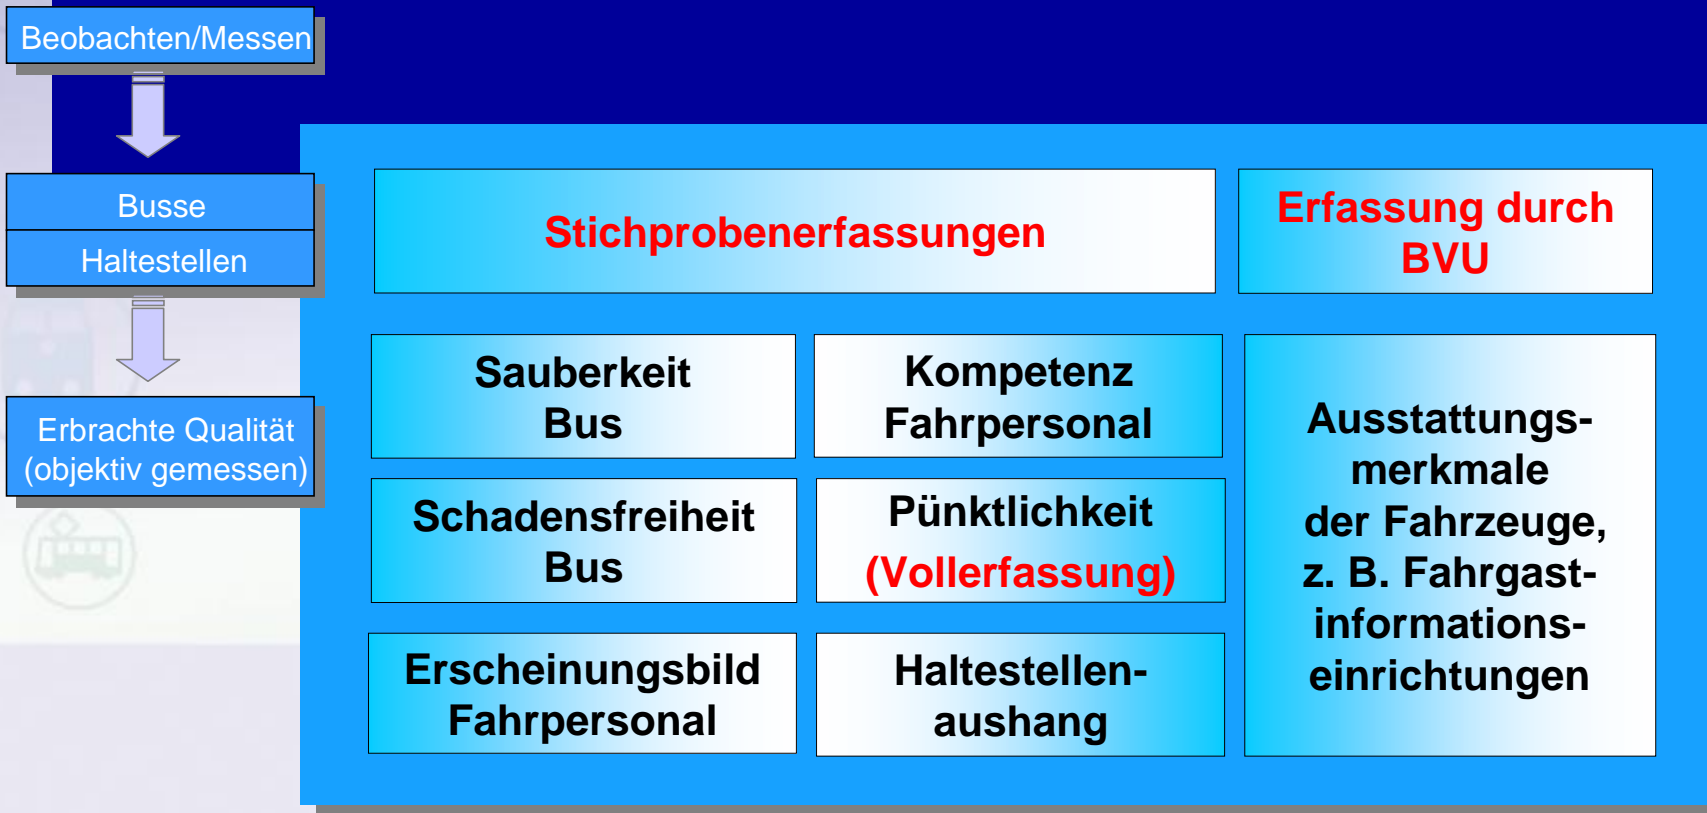 Beobachten/Messen
Busse
Haltestellen
Erbrachte Qualität
(objektiv gemessen)
Stichprobenerfassungen
Erfassung durch
BVU
Sauberkeit
Bus
Kompetenz
Fahrpersonal
Schadensfreiheit
Bus
Pünktlichkeit
(Vollerfassung)
Erscheinungsbild
Fahrpersonal
Haltestellen-
aushang
Ausstattungs-
merkmale
der Fahrzeuge,
z. B. Fahrgast-
informations-
einrichtungen